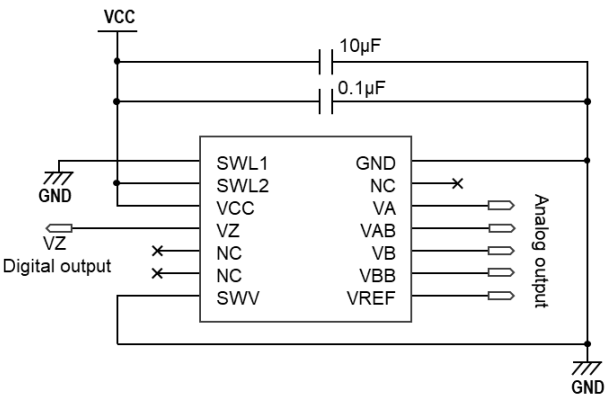 VCC
10μF
0.1μF
SWL1
SWL2
VCC
VZ
NC
NC
SWV
GND
NC
VA
VAB
VB
VBB
VREF
GND
VZ
Digital output
Analog output
GND